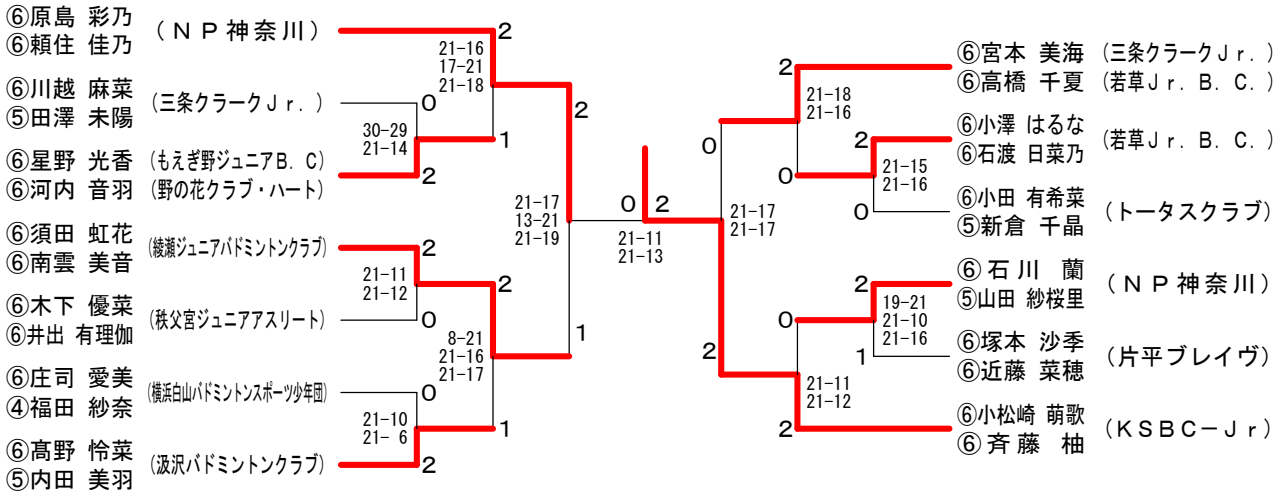 ⑥原島 彩乃
⑥頼住 佳乃
(ＮＰ神奈川)
2
21-16
17-21
21-18
⑥川越 麻菜
⑤田澤 未陽
(三条クラークＪｒ.)
0
30-29
21-14
1
⑥星野 光香 (もえぎ野ジュニアＢ.Ｃ)
⑥河内 音羽 (野の花クラブ・ハート)
2
2
21-17
13-21
21-19
⑥須田 虹花
⑥南雲 美音
(綾瀬ジュニアバドミントンクラブ)
2
21-11
21-12
2
⑥木下 優菜
⑥井出 有理伽
(秩父宮ジュニアアスリート)
0
8-21
21-16
21-17
1
⑥庄司 愛美
④福田 紗奈
(横浜白山バドミントンスポーツ少年団)
0
21-10
21- 6
1
⑥髙野 怜菜
⑤内田 美羽
(汲沢バドミントンクラブ)
2
0 2
21-11
21-13
2
⑥宮本 美海 (三条クラークＪｒ.)
⑥高橋 千夏 (若草Ｊｒ.Ｂ.Ｃ.)
21-18
21-16
0
2
⑥小澤 はるな
⑥石渡 日菜乃
(若草Ｊｒ.Ｂ.Ｃ.)
0
21-15
21-16
0
⑥小田 有希菜
⑤新倉 千晶
(トータスクラブ)
21-17
21-17
2
2
⑥石川 蘭
⑤山田 紗桜里
(ＮＰ神奈川)
0
19-21
21-10
21-16
1
⑥塚本 沙季
⑥近藤 菜穂
(片平ブレイヴ)
21-11
21-12
2
⑥小松崎 萌歌
⑥斉藤 柚
(ＫＳＢＣ－Ｊｒ)